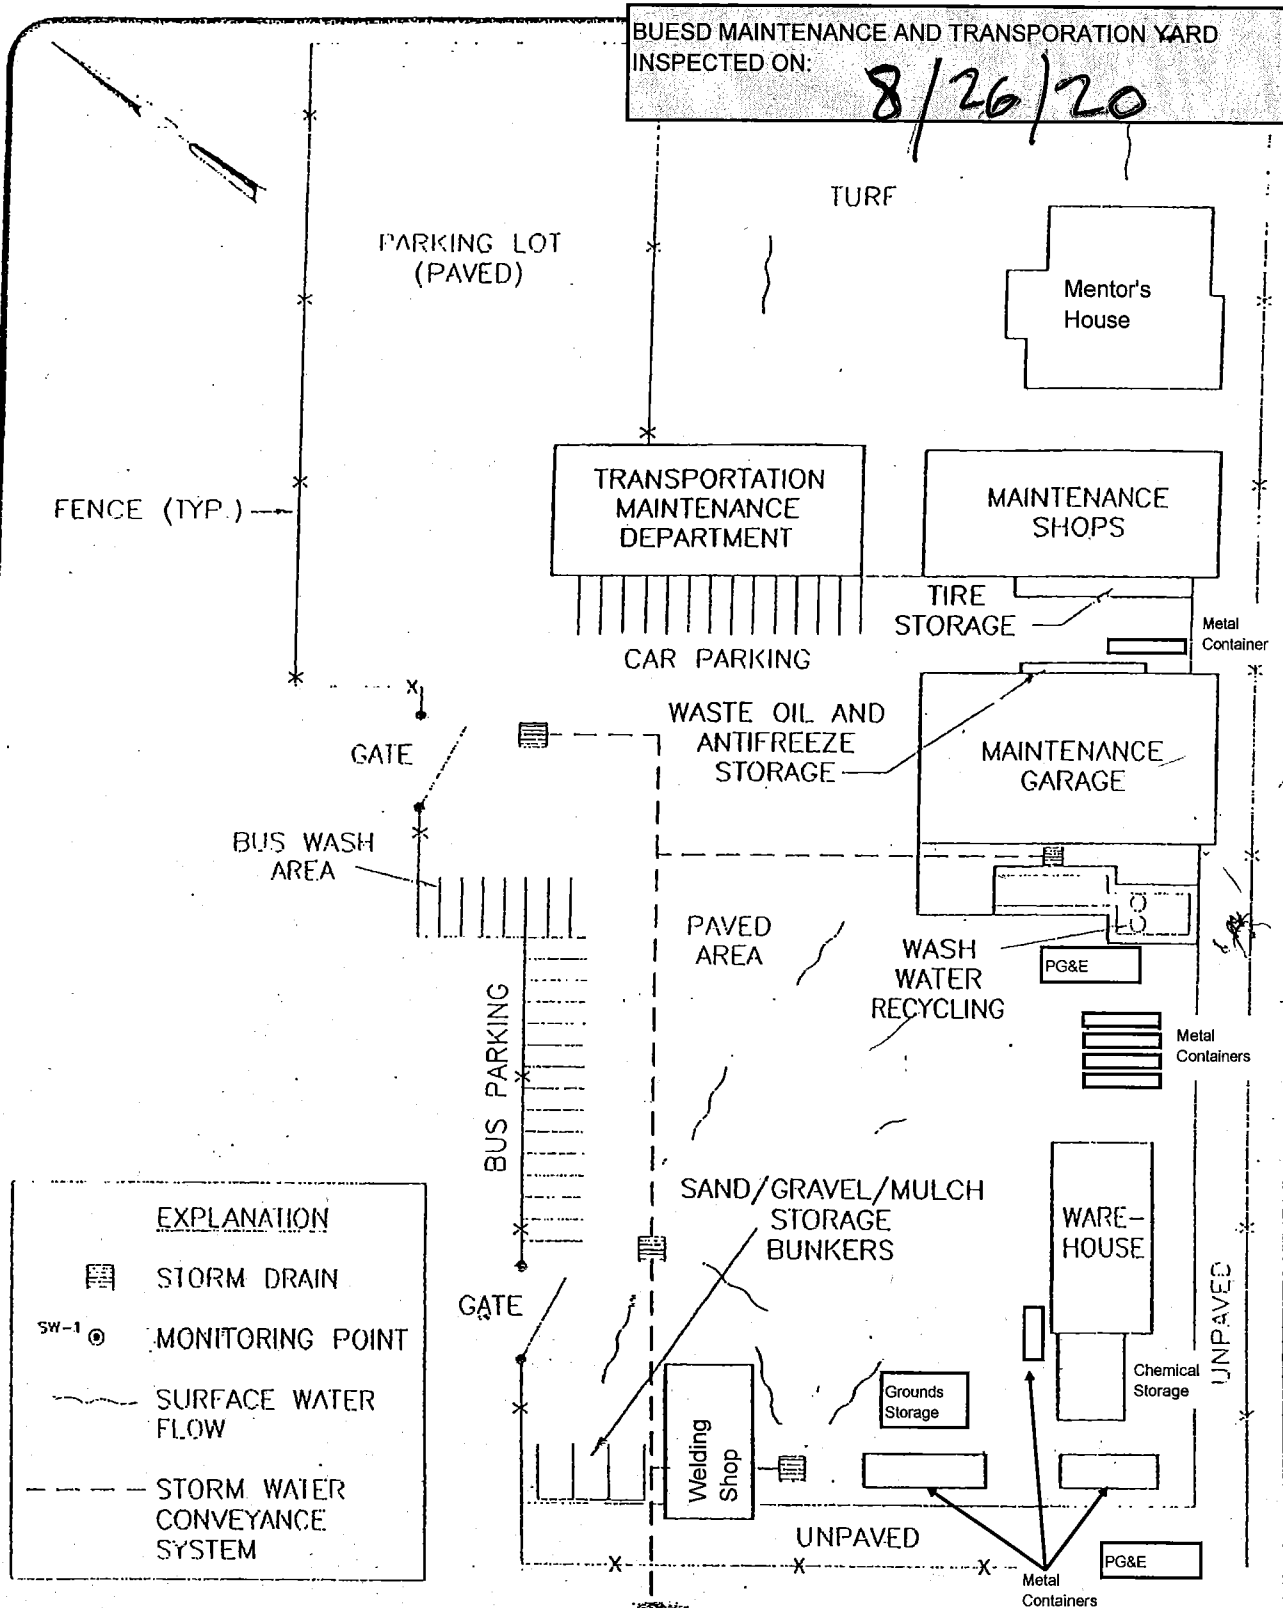 BUESD MAINTENANCE AND TRANSPORATION YARD
INSPECTED ON:
8/26/20
TURF
PARKING LOT
(PAVED)
Mentor's
House
FENCE (TYP.)
TRANSPORTATION
MAINTENANCE
DEPARTMENT
MAINTENANCE
SHOPS
TIRE
STORAGE
Metal
Container
CAR PARKING
WASTE OIL AND
ANTIFREEZE
STORAGE
MAINTENANCE
GARAGE
GATE
BUS WASH
AREA
PAVED
AREA
WASH
WATER
RECYCLING
PG&E
BUS PARKING
Metal
Containers
SAND/GRAVEL/MULCH
STORAGE
BUNKERS
WARE-
HOUSE
UNPAVED
GATE
Chemical
Storage
Grounds
Storage
Welding
Shop
UNPAVED
PG&E
Metal
Containers
EXPLANATION
STORM DRAIN
SW-1
MONITORING POINT
SURFACE WATER
FLOW
STORM WATER
CONVEYANCE
SYSTEM